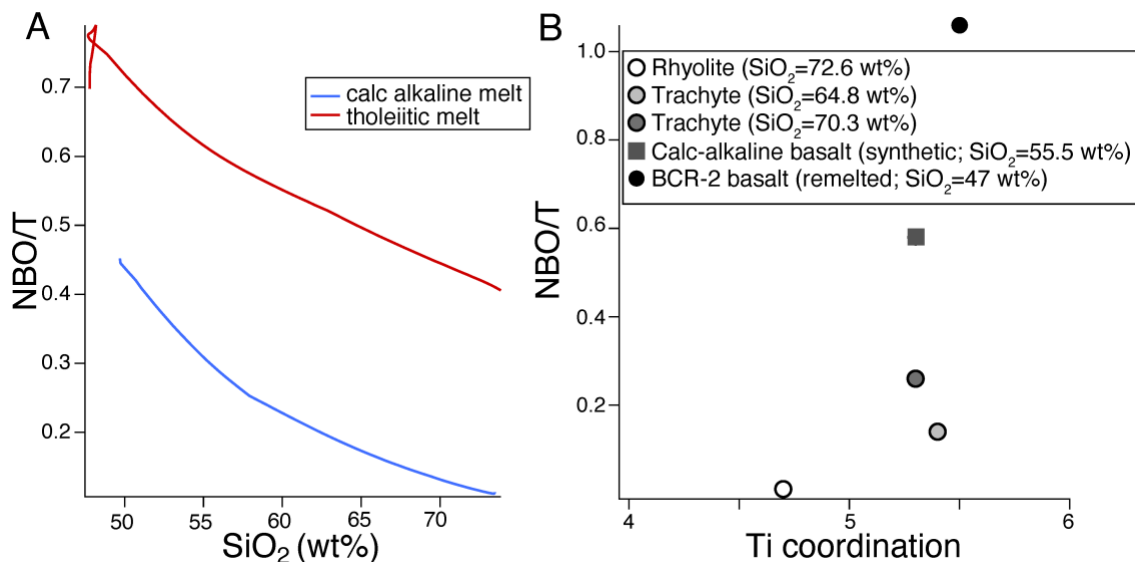 A
NBO/T
0.7
0.6
0.5
0.4
0.3
0.2
calc alkaline melt
tholeiitic melt
50
55
60
65
70
SiO₂ (wt%)
B
NBO/T
1.0
0.8
0.6
0.4
0.2
Rhyolite (SiO₂=72.6 wt%)
Trachyte (SiO₂=64.8 wt%)
Trachyte (SiO₂=70.3 wt%)
Calc-alkaline basalt (synthetic; SiO₂=55.5 wt%)
BCR-2 basalt (remelted; SiO₂=47 wt%)
4
5
6
Ti coordination